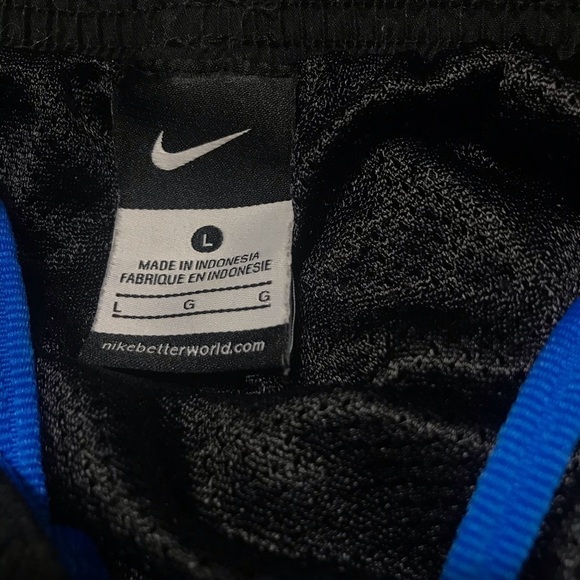 L
MADE IN INDONESIA
FABRIQUE EN INDONESIE
L G G
nikebetterworld.com